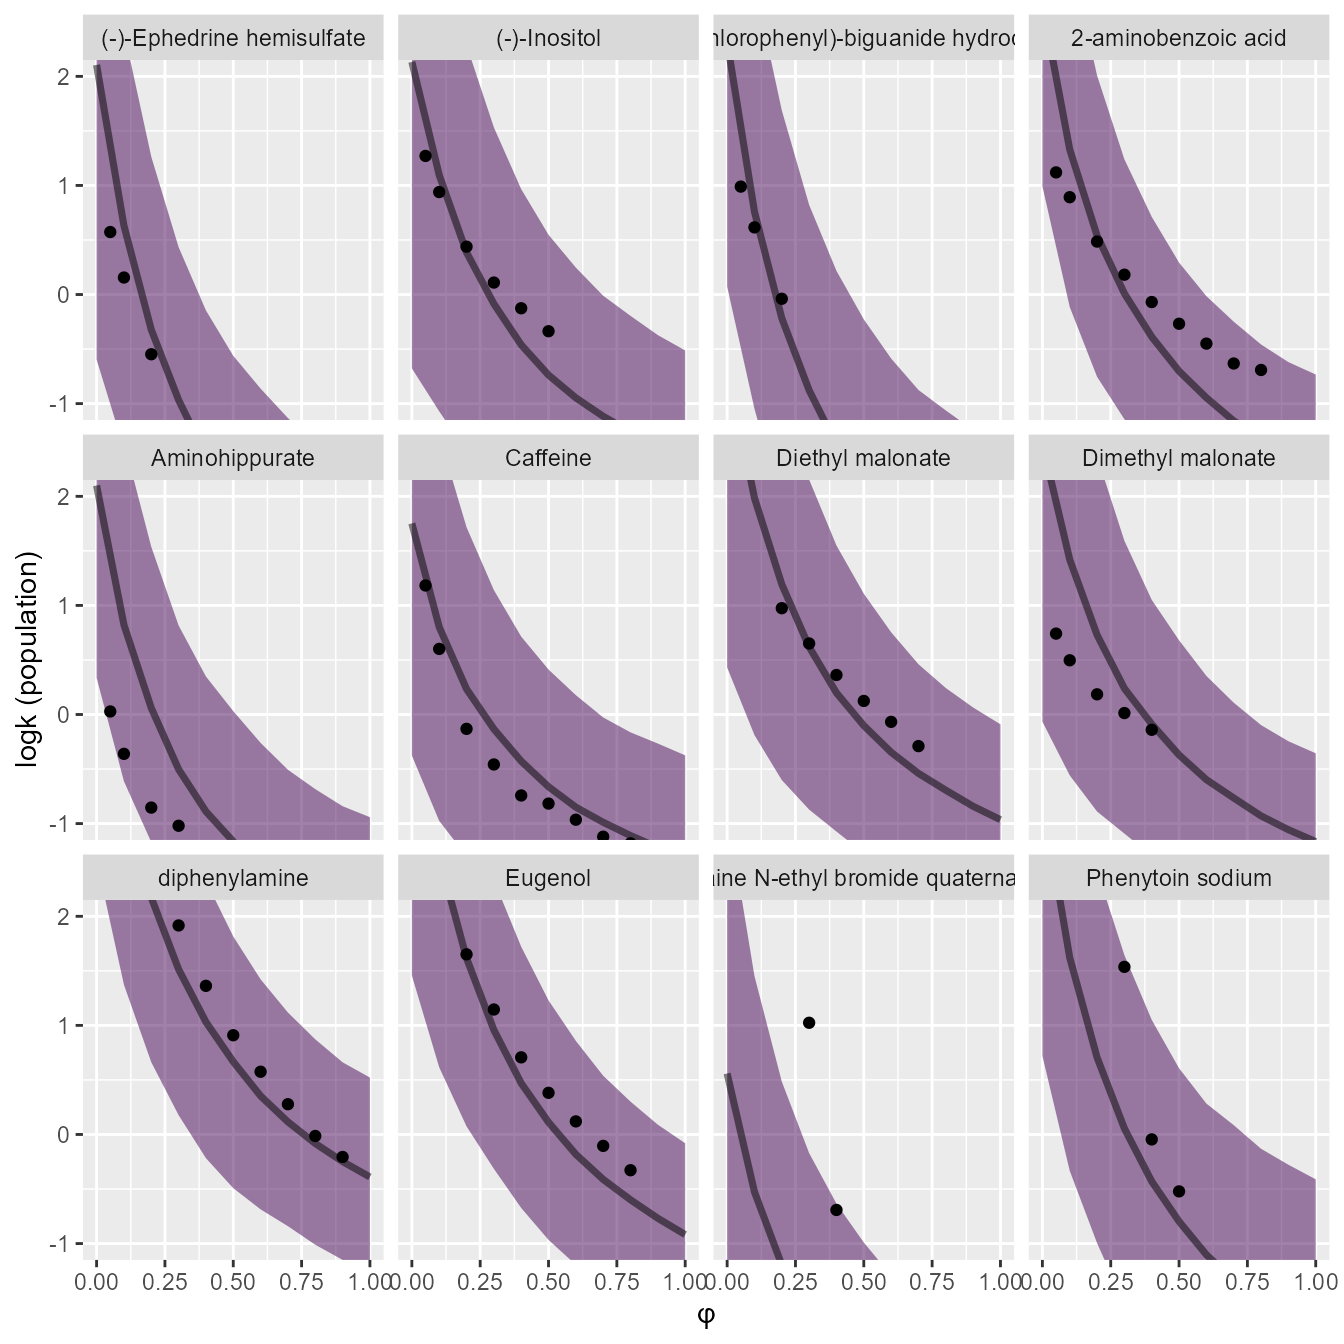 (-)-Ephedrine hemisulfate (-)-Inositol hlorophenyl)-biguanide hydroc 2-aminobenzoic acid
2
1
0
-1
Aminohippurate Caffeine Diethyl malonate Dimethyl malonate
2
1
0
-1
logk (population)
diphenylamine Eugenol nine N-ethyl bromide quaterna Phenytoin sodium
2
1
0
-1
0.00 0.25 0.50 0.75 1.00 0.00 0.25 0.50 0.75 1.00 0.00 0.25 0.50 0.75 1.00 0.00 0.25 0.50 0.75 1.00
φ